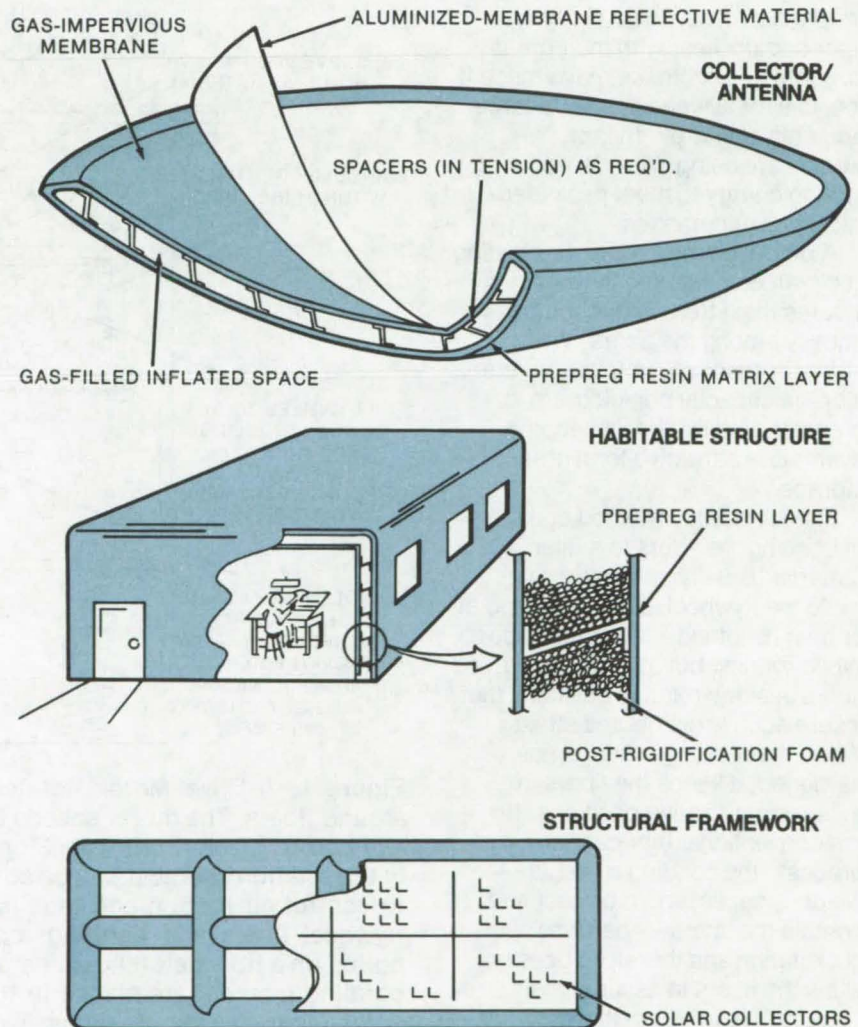 GAS-IMPERVIOUS
MEMBRANE
ALUMINIZED-MEMBRANE REFLECTIVE MATERIAL
COLLECTOR/
ANTENNA
SPACERS (IN TENSION) AS REQ'D.
GAS-FILLED INFLATED SPACE
PREPREG RESIN MATRIX LAYER
HABITABLE STRUCTURE
PREPREG RESIN LAYER
POST-RIGIDIFICATION FOAM
STRUCTURAL FRAMEWORK
SOLAR COLLECTORS